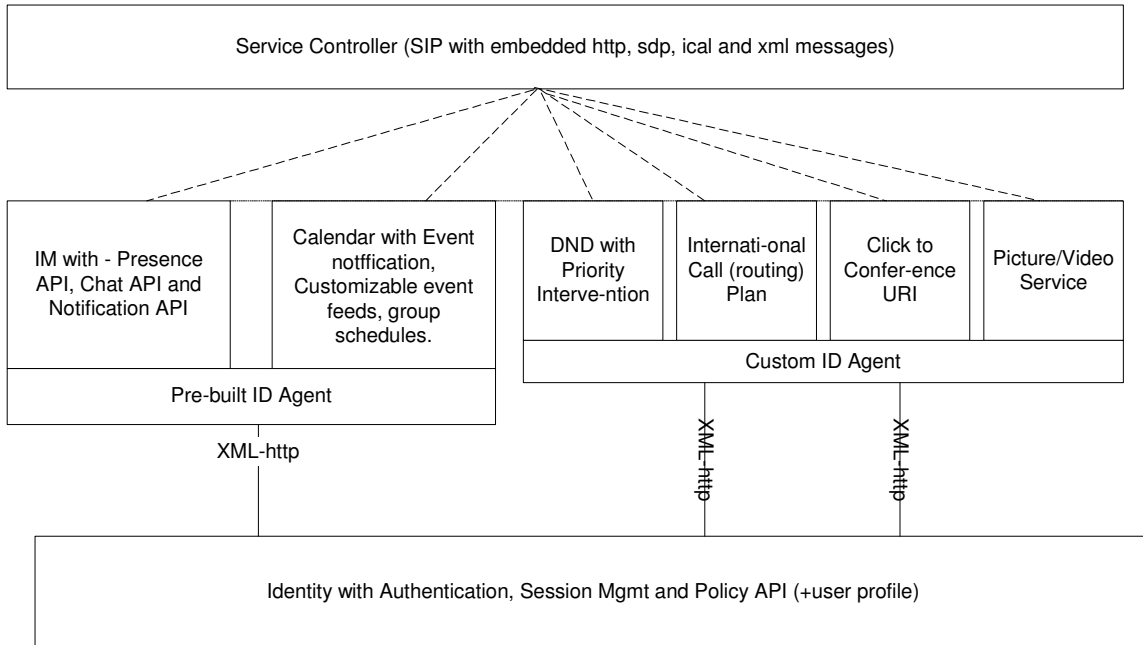 Service Controller (SIP with embedded http, sdp, ical and xml messages)
IM with - Presence
API, Chat API and
Notification API
Calendar with Event
notffication,
Customizable event
feeds, group
schedules.
DND with
Priority
Interve-ntion
Internati-onal
Call (routing)
Plan
Click to
Confer-ence
URI
Picture/Video
Service
Pre-built ID Agent
Custom ID Agent
XML-http
XML-http
XML-http
Identity with Authentication, Session Mgmt and Policy API (+user profile)